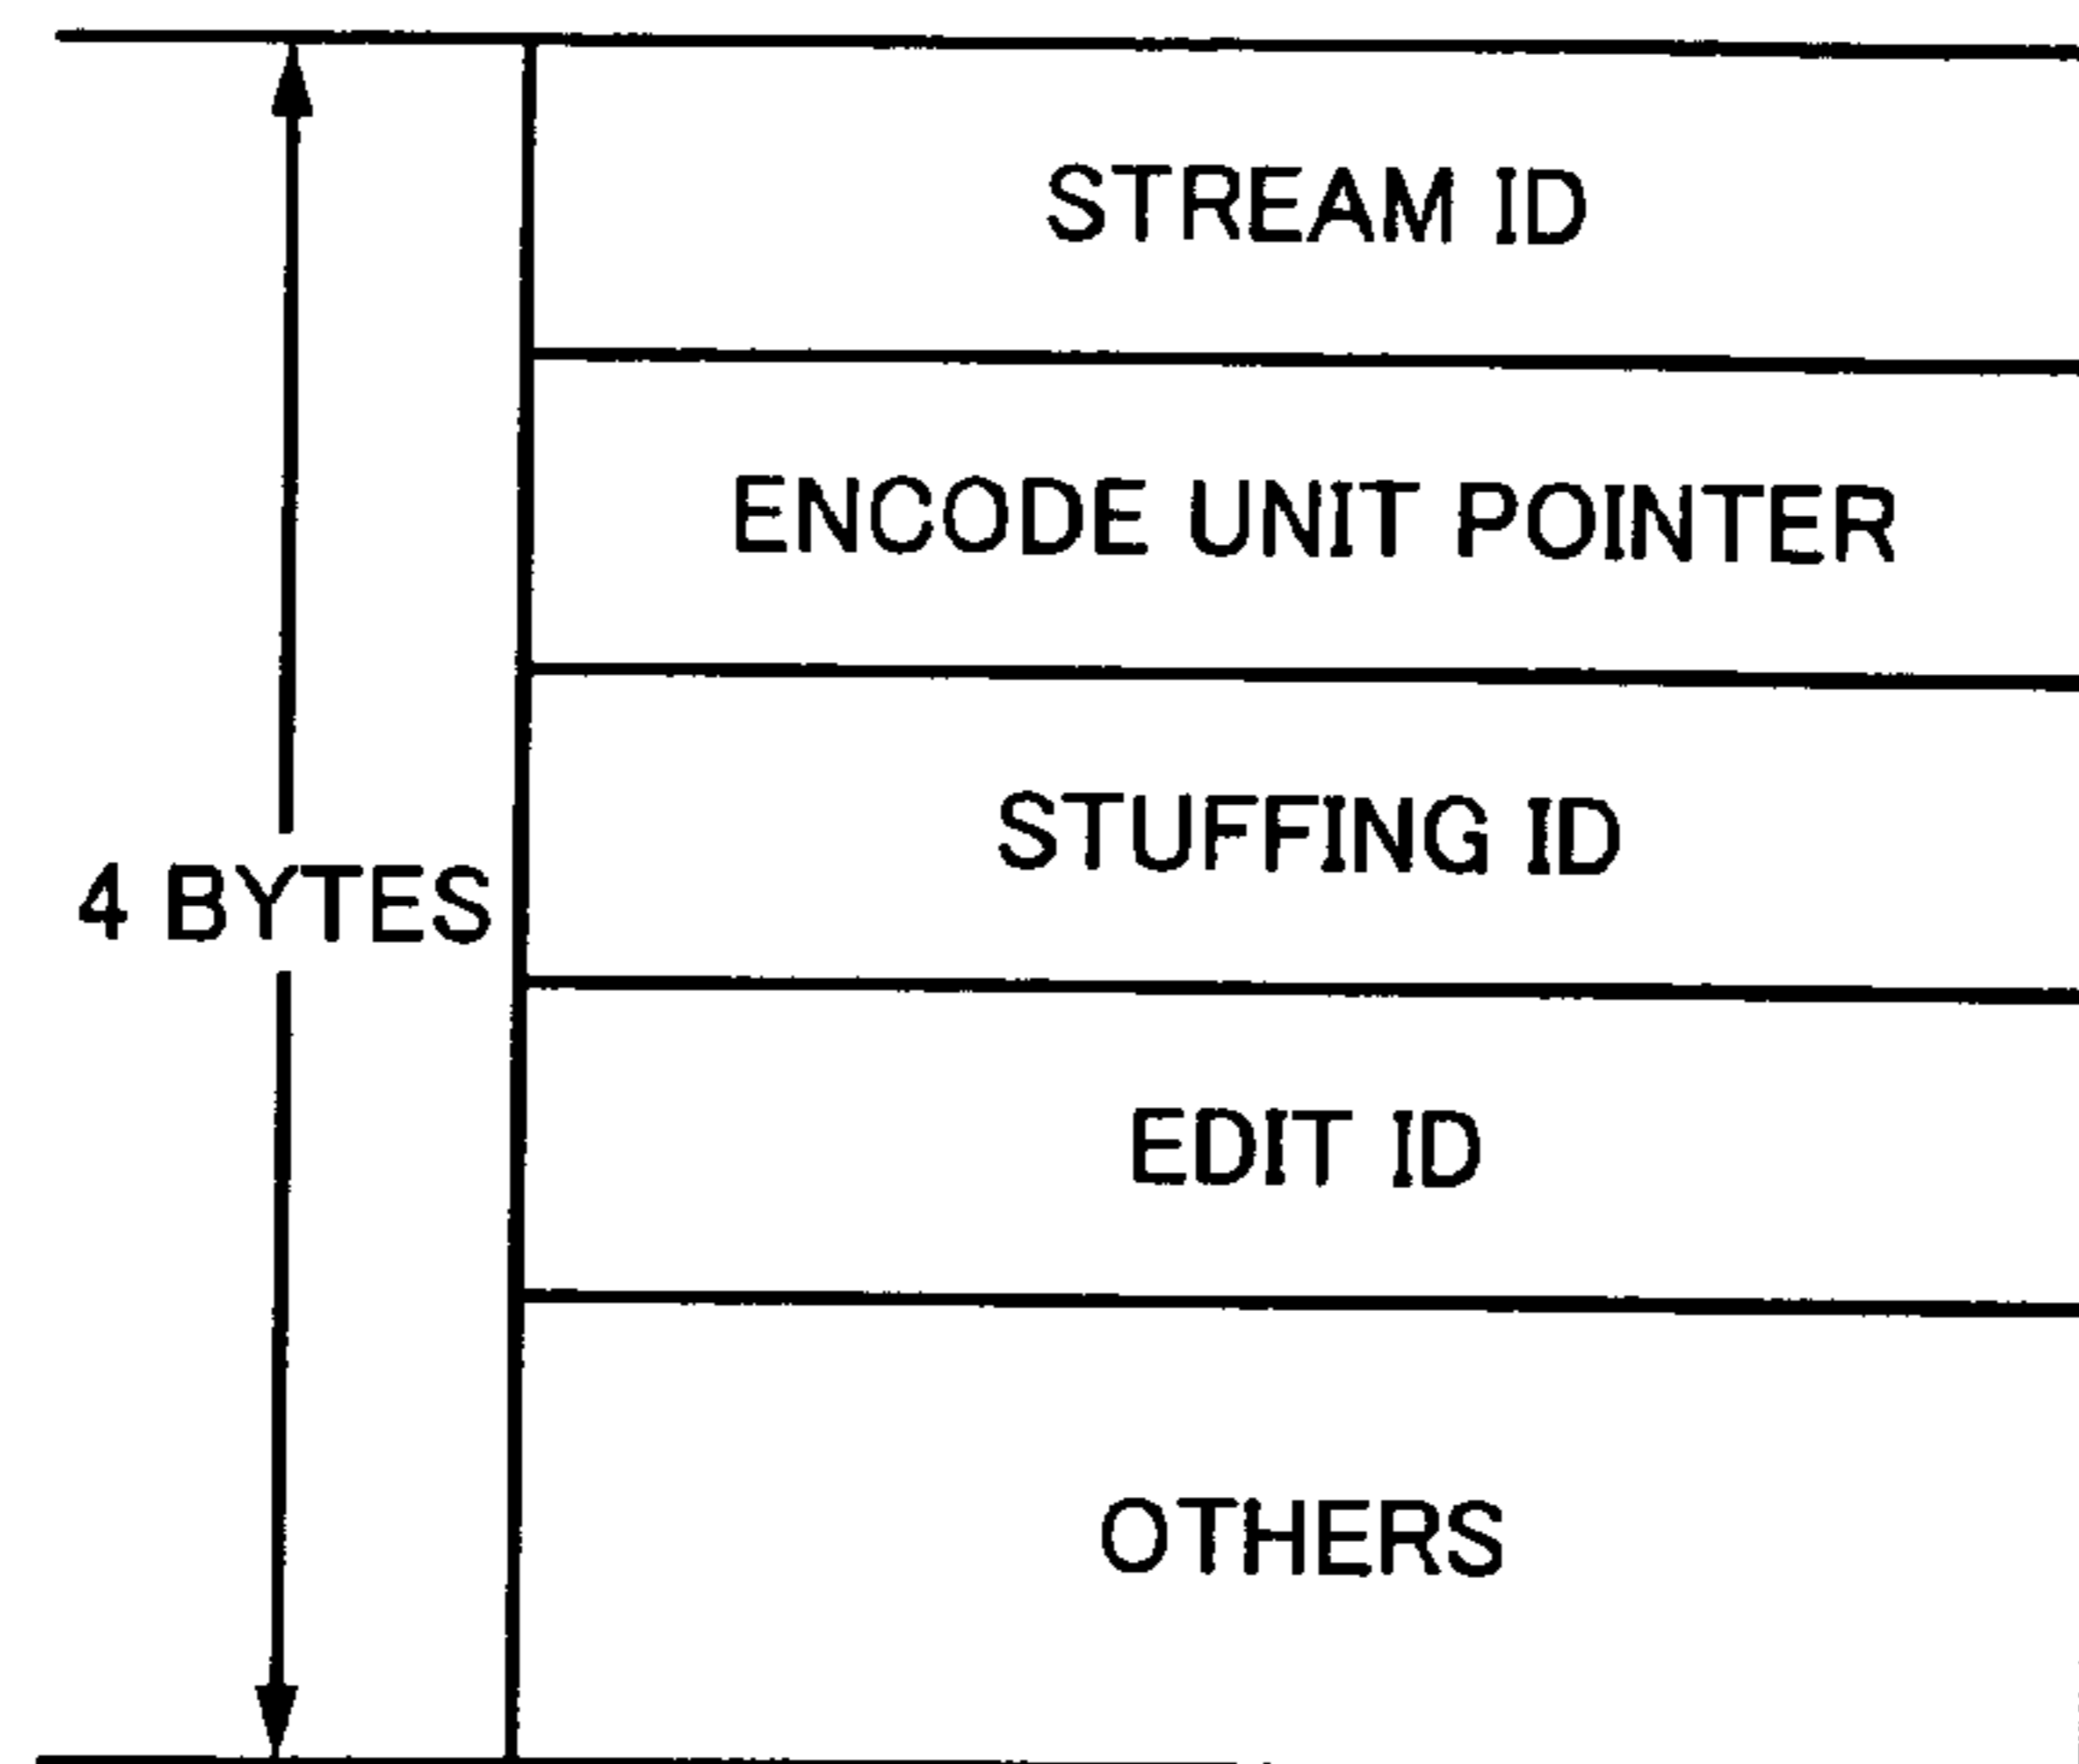 STREAM ID
ENCODE UNIT POINTER
STUFFING ID
4 BYTES
EDIT ID
OTHERS